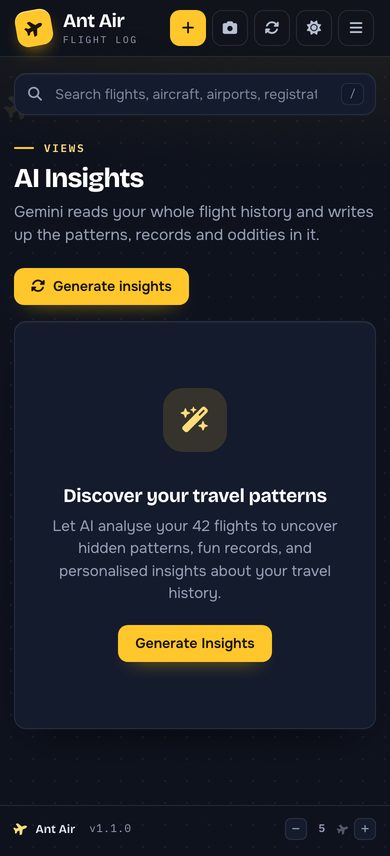 Ant Air
FLIGHT LOG
Search flights, aircraft, airports, registrat
/
VIEWS
AI Insights
Gemini reads your whole flight history and writes
up the patterns, records and oddities in it.
Generate insights
Discover your travel patterns
Let AI analyse your 42 flights to uncover
hidden patterns, fun records, and
personalised insights about your travel
history.
Generate Insights
Ant Air v1.1.0
− 5 +